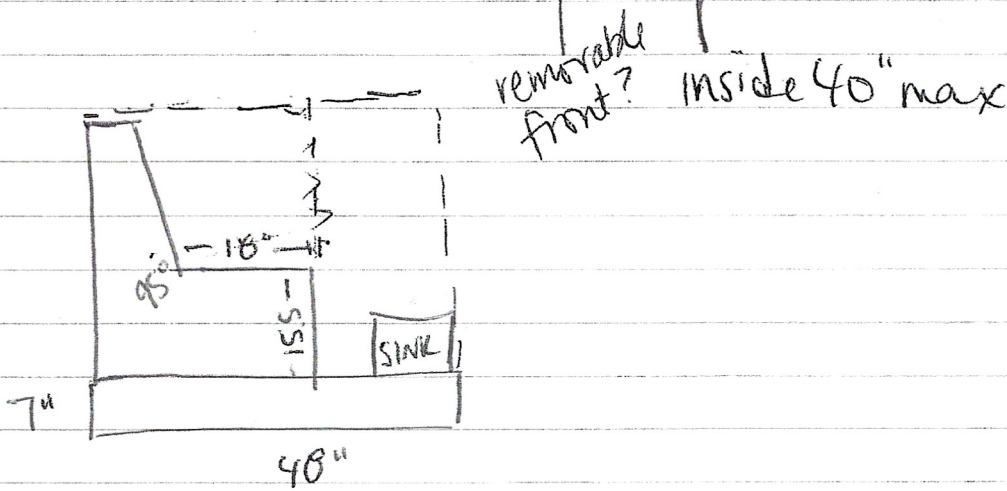 removable
front?
inside 40" max
18"
95°
15.5
SINK
7"
48"